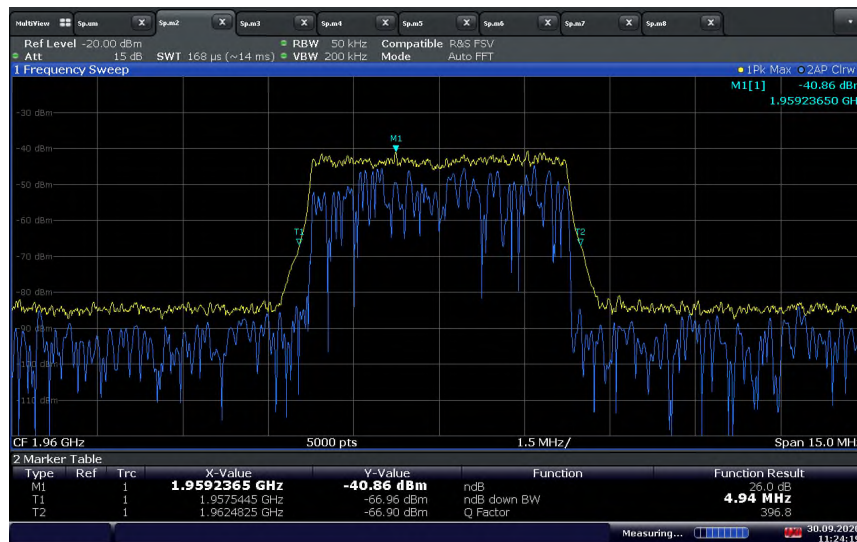 MultiView Sp.um X Sp.m2 X Sp.m3 X Sp.m4 X Sp.m5 X Sp.m6 X Sp.m7 X Sp.m8 X
Ref Level -20.00 dBm RBW 50 kHz Compatible R&S FSV
Att 15 dB SWT 168 µs (~14 ms) VBW 200 kHz Mode Auto FFT
1 Frequency Sweep 1Pk Max 2AP Clrw
M1[1] -40.86 dBm
1.95923650 GH
-30 dBm
M1
-40 dBm
-50 dBm
-60 dBm
T1 T2
-70 dBm
-80 dBm
-90 dBm
-100 dBm
-110 dBm
CF 1.96 GHz 5000 pts 1.5 MHz/ Span 15.0 MH
2 Marker Table
Type Ref Trc X-Value Y-Value Function Function Result
M1 1 1.9592365 GHz -40.86 dBm ndB 26.0 dB
T1 1 1.9575445 GHz -66.96 dBm ndB down BW 4.94 MHz
T2 1 1.9624825 GHz -66.90 dBm Q Factor 396.8
Measuring... 30.09.2020
11:24:19